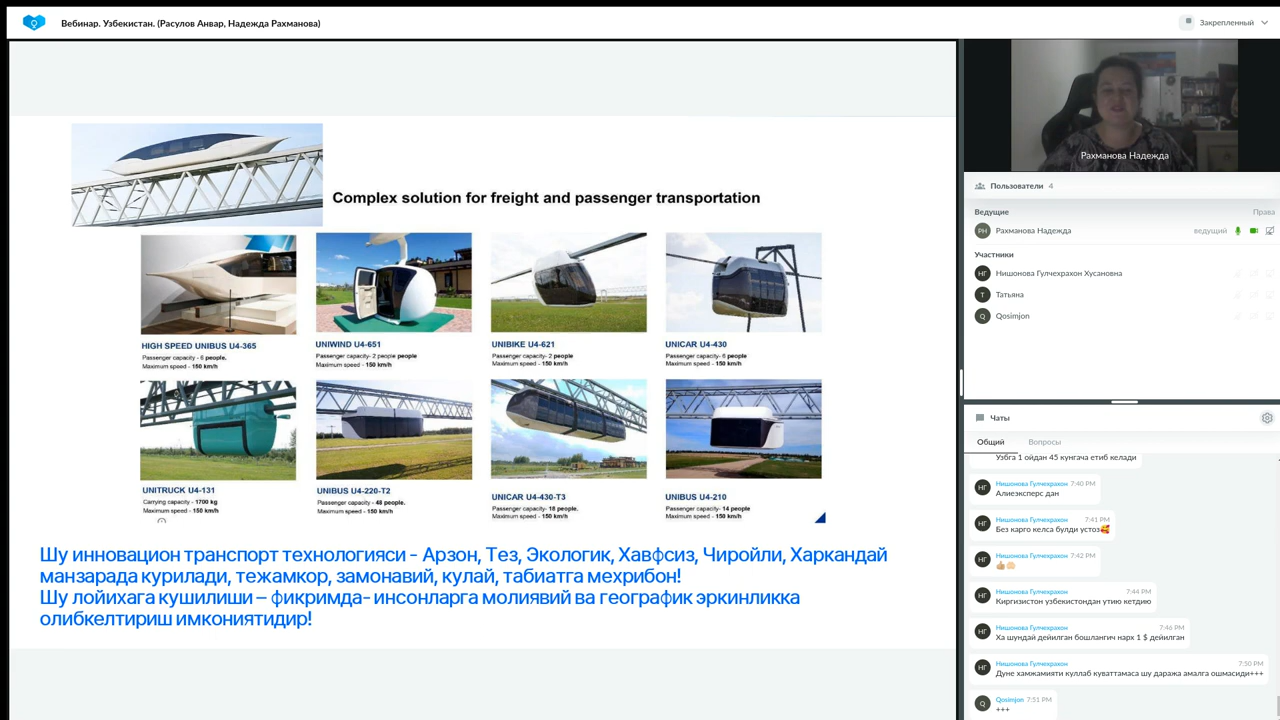 Вебинар. Узбекистан. (Расулов Анвар, Надежда Рахманова)
Закрепленный
Complex solution for freight and passenger transportation
HIGH SPEED UNIBUS U4-365
Passenger capacity - 6 people.
Maximum speed - 150 km/h
UNIWIND U4-651
Passenger capacity- 2 people people
Maximum speed - 150 km/h
UNIBIKE U4-621
Passenger capacity - 2 people
Maximum speed - 150 km/h
UNICAR U4-430
Passenger capacity - 6 people
Maximum speed - 150 km/h
UNITRUCK U4-131
Carrying capacity - 1700 kg
Maximum speed - 150 km/h
UNIBUS U4-220-T2
Passenger capacity - 48 people.
Maximum speed - 150 km/h
UNICAR U4-430-T3
Passenger capacity - 18 people.
Maximum speed - 150 km/h
UNIBUS U4-210
Passenger capacity - 14 people
Maximum speed - 150 km/h
Шу инновацион транспорт технологияси - Арзон, Тез, Экологик, Хавфсиз, Чиройли, Харкандай
манзарада курилади, тежамкор, замонавий, кулай, табиатга мехрибон!
Шу лойихага кушилиши – фикримда- инсонларга молиявий ва географик эркинликка
олибкелтириш имкониятидир!
Рахманова Надежда
Пользователи 4
Ведущие Права
РН Рахманова Надежда ведущий
Участники
НГ Нишонова Гулчехрахон Хусановна
Т Татьяна
Q Qosimjon
Чаты
Общий Вопросы
Узбга 1 ойдан 45 кунгача етиб келади
НГ Нишонова Гулчехрахон 7:40 PM
Алиезксперс дан
НГ Нишонова Гулчехрахон 7:41 PM
Без карго келса булди устоз🥰
НГ Нишонова Гулчехрахон 7:42 PM
👍🏼🤲🏼
НГ Нишонова Гулчехрахон 7:44 PM
Киргизистон узбекистондан утию кетдию
НГ Нишонова Гулчехрахон 7:46 PM
Ха шундай дейилган бошлангич нарх 1 $ дейилган
НГ Нишонова Гулчехрахон 7:50 PM
Дуне хамжамияти куллаб куваттамаса шу даража амалга ошмасиди+++
Q Qosimjon 7:51 PM
+++